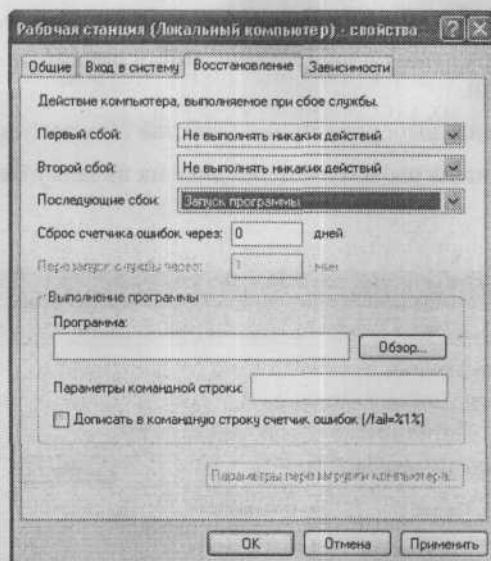 Рабочая станция (Локальный компьютер) - свойства
Общие Вход в систему Восстановление Зависимости
Действие компьютера, выполняемое при сбое службы.
Первый сбой: Не выполнять никаких действий
Второй сбой: Не выполнять никаких действий
Последующие сбои: Запуск программы
Сброс счетчика ошибок через: 0 дней
Перезапуск службы через: 1 мин
Выполнение программы
Программа:
Обзор...
Параметры командной строки:
Дописать в командную строку счетчик ошибок (/fail=%1%)
Параметры перезагрузки компьютера...
OK Отмена Применить